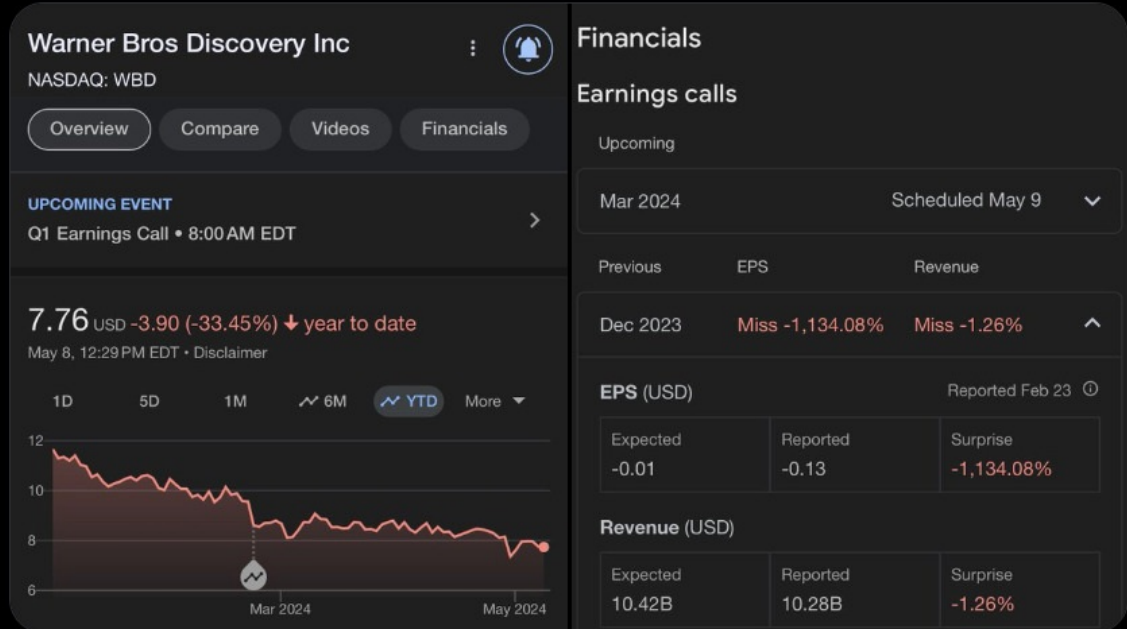 Warner Bros Discovery Inc
NASDAQ: WBD
Overview Compare Videos Financials
UPCOMING EVENT
Q1 Earnings Call • 8:00 AM EDT
7.76 USD -3.90 (-33.45%) ↓ year to date
May 8, 12:29 PM EDT • Disclaimer
1D 5D 1M 6M YTD More
12
10
8
6
Mar 2024 May 2024
Financials
Earnings calls
Upcoming
Mar 2024 Scheduled May 9
Previous EPS Revenue
Dec 2023 Miss -1,134.08% Miss -1.26%
EPS (USD) Reported Feb 23
Expected Reported Surprise
-0.01 -0.13 -1,134.08%
Revenue (USD)
Expected Reported Surprise
10.42B 10.28B -1.26%